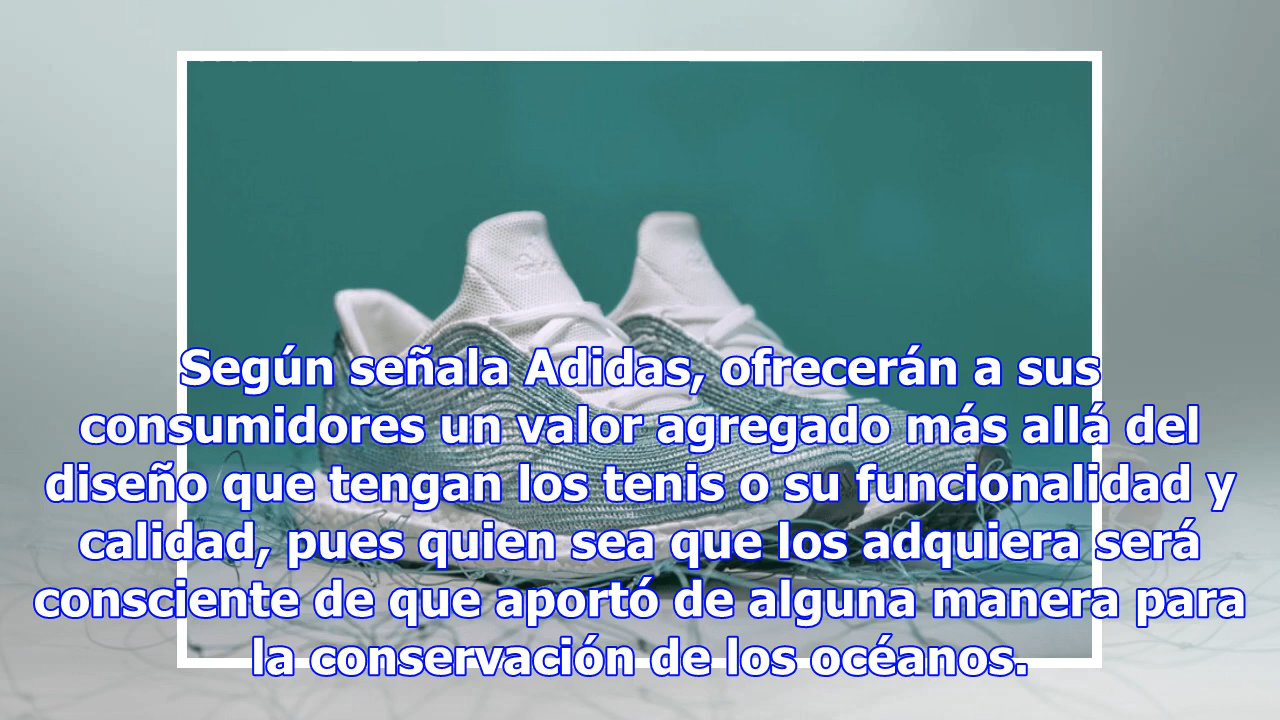 Según señala Adidas, ofrecerán a sus
consumidores un valor agregado más allá del
diseño que tengan los tenis o su funcionalidad y
calidad, pues quien sea que los adquiera será
consciente de que aportó de alguna manera para
la conservación de los océanos.